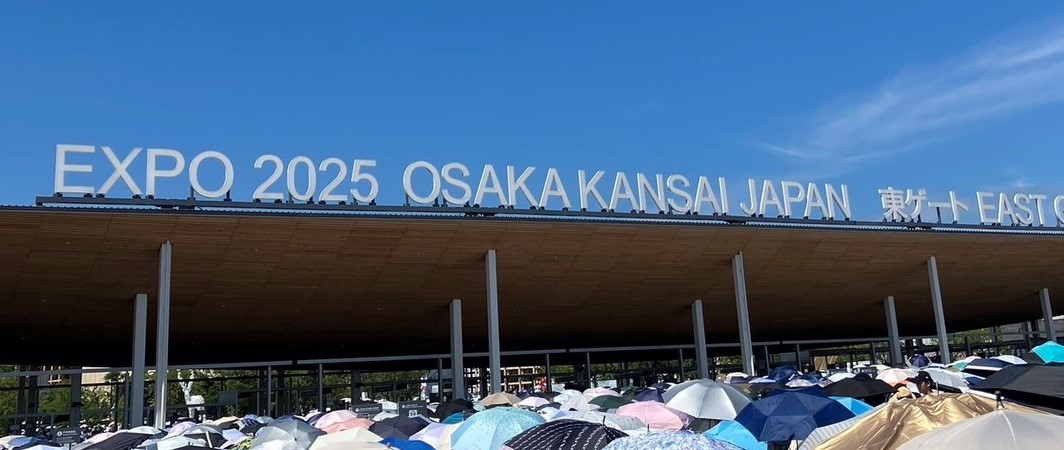 EXPO 2025 OSAKA KANSAI JAPAN 東ゲート EAST